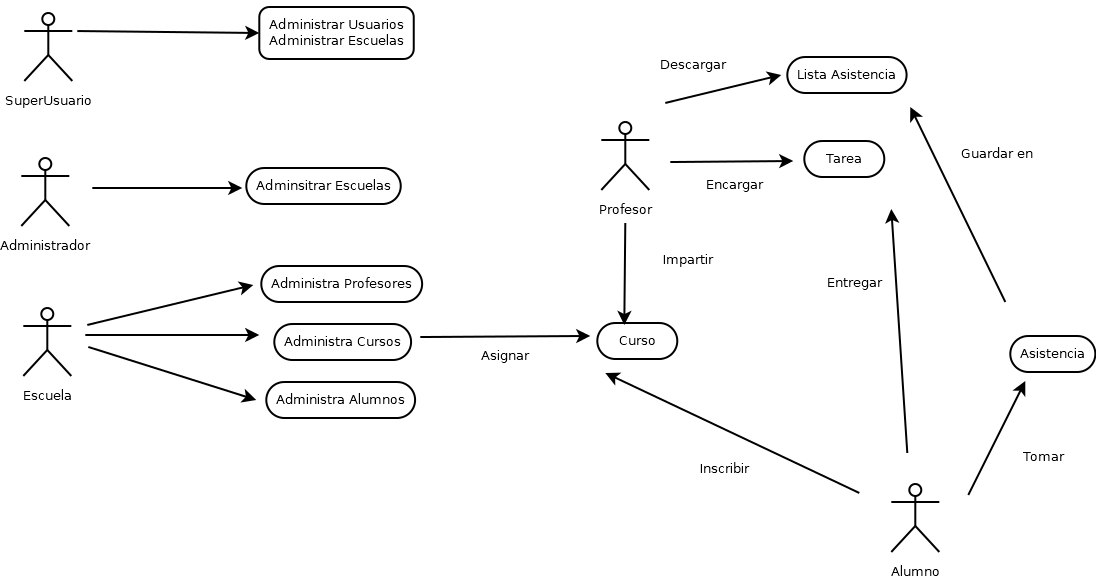 Administrar Usuarios
Administrar Escuelas
SuperUsuario
Adminsitrar Escuelas
Administrador
Administra Profesores
Administra Cursos
Administra Alumnos
Escuela
Asignar
Descargar
Lista Asistencia
Guardar en
Tarea
Encargar
Profesor
Impartir
Entregar
Curso
Asistencia
Inscribir
Tomar
Alumno